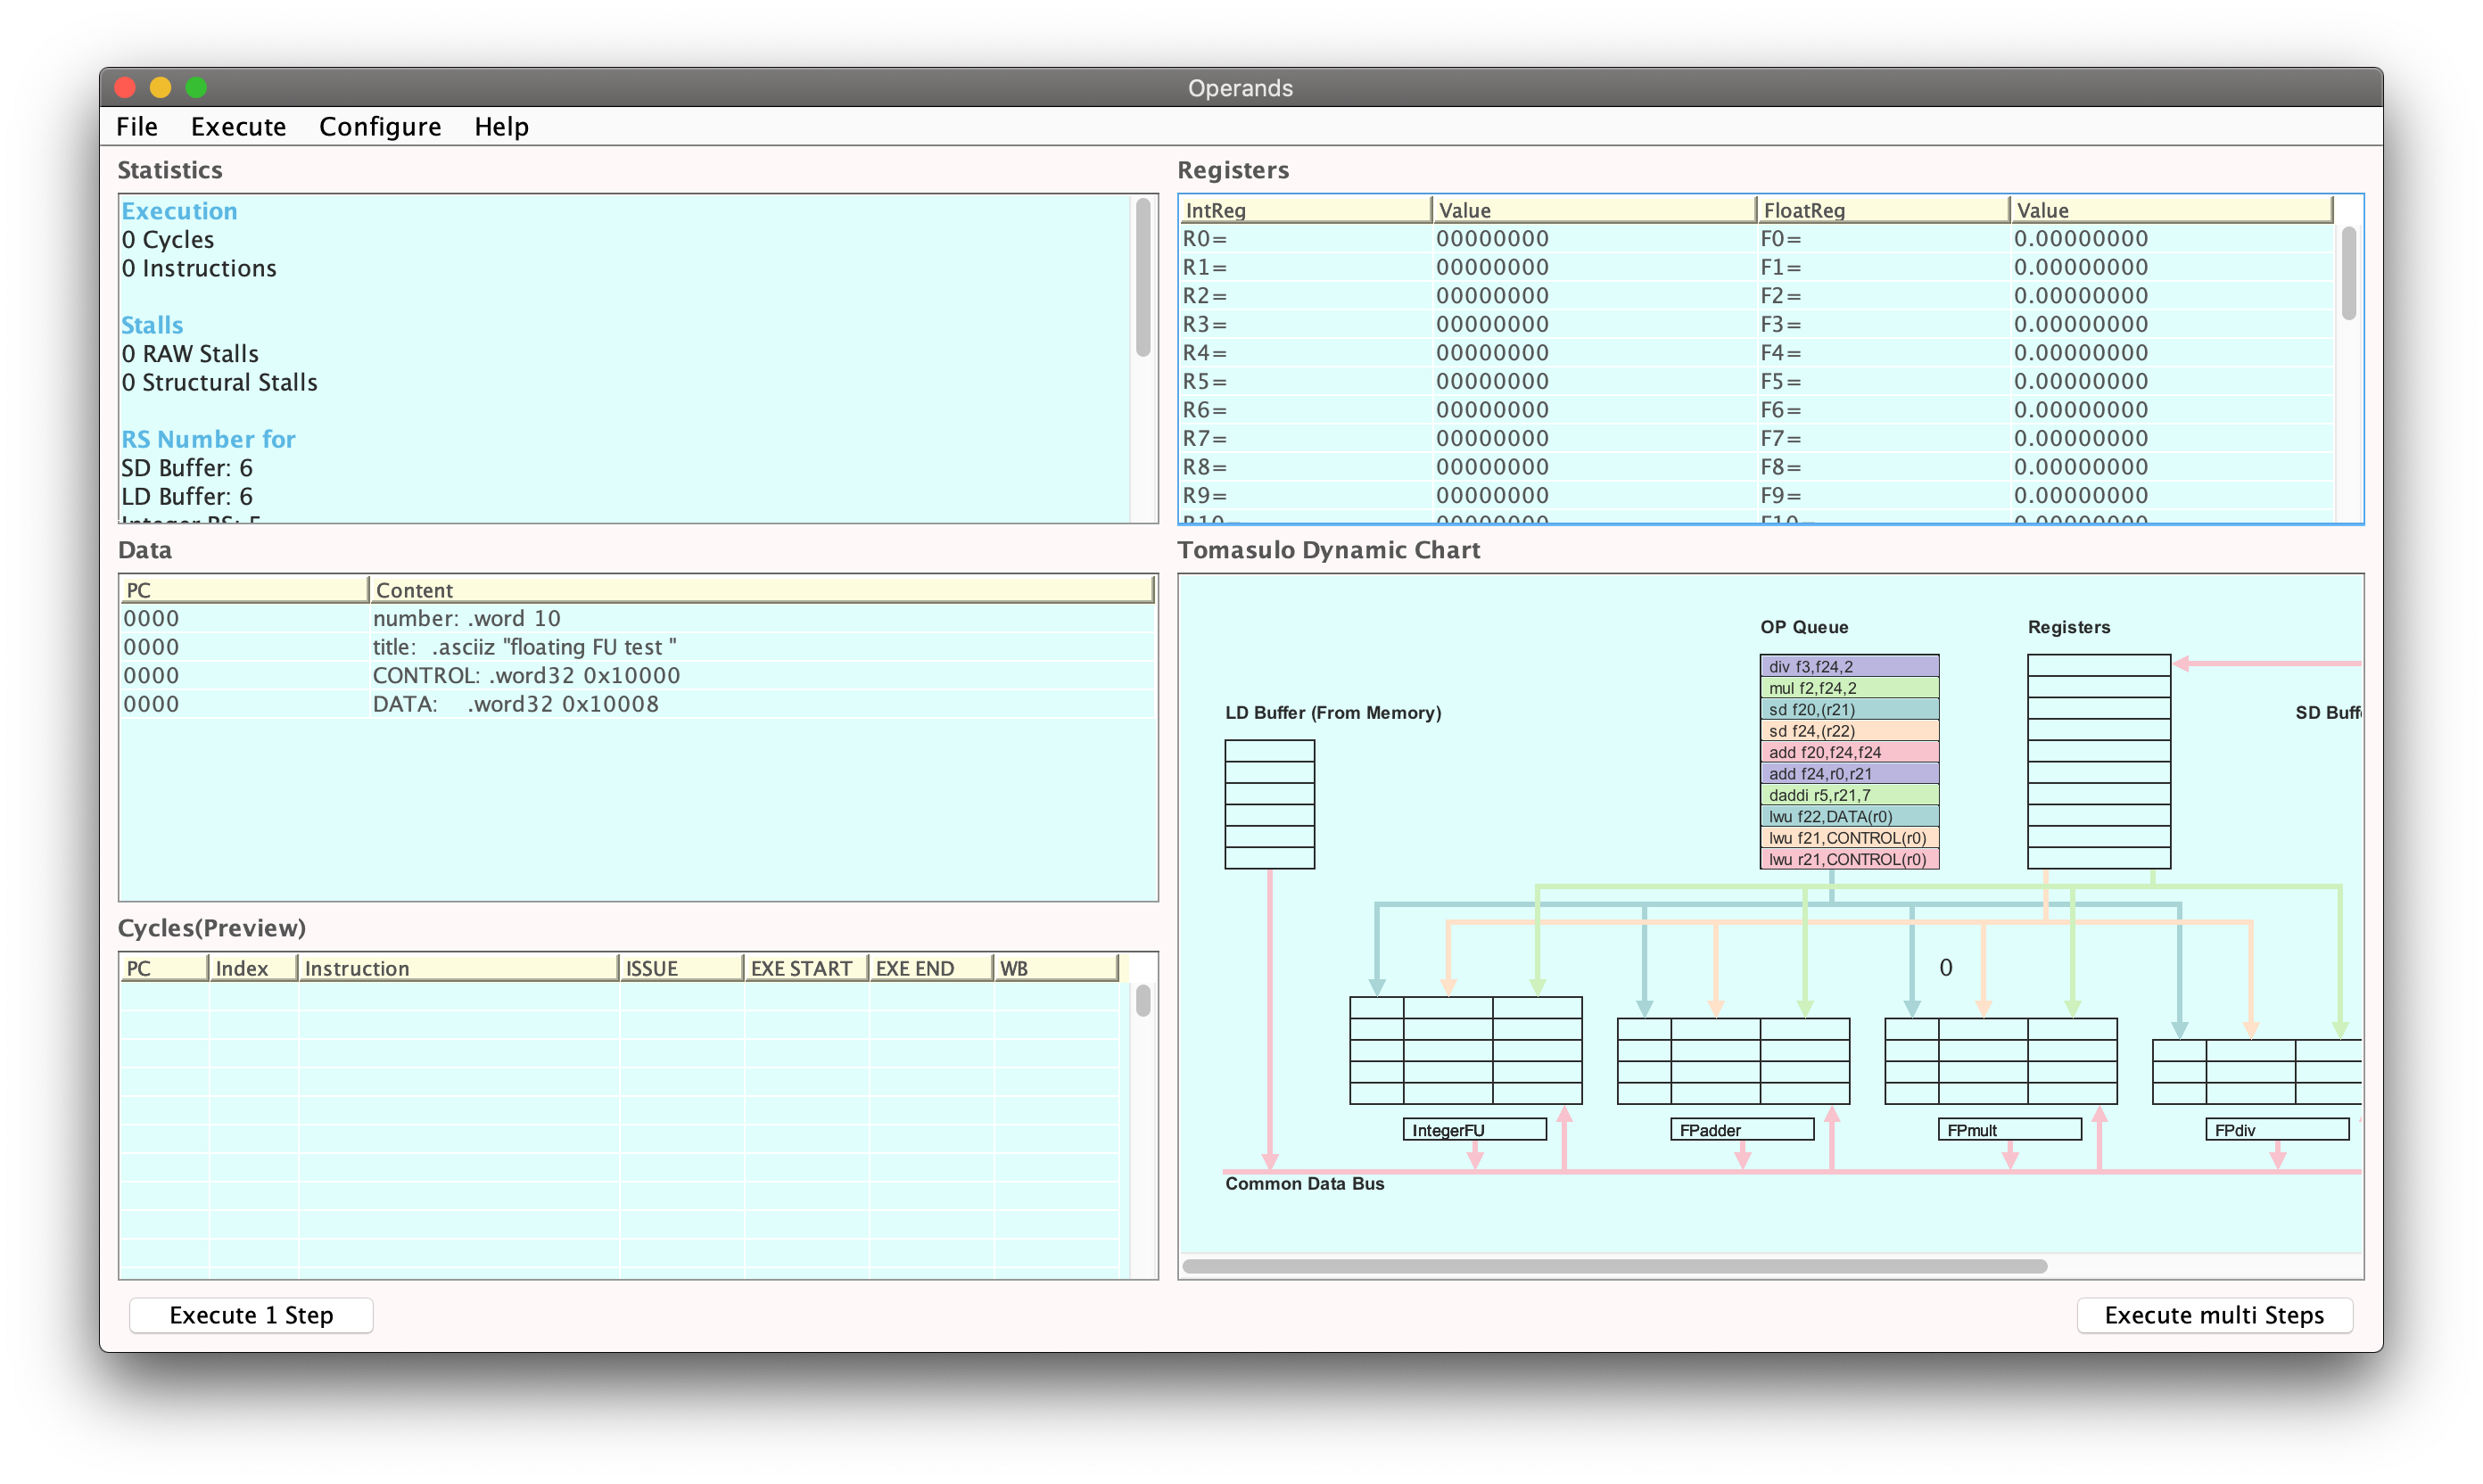 Operands
File Execute Configure Help
Statistics
Execution
0 Cycles
0 Instructions
Stalls
0 RAW Stalls
0 Structural Stalls
RS Number for
SD Buffer: 6
LD Buffer: 6
Integer RS: 5
Registers
IntReg Value FloatReg Value
R0= 00000000 F0= 0.00000000
R1= 00000000 F1= 0.00000000
R2= 00000000 F2= 0.00000000
R3= 00000000 F3= 0.00000000
R4= 00000000 F4= 0.00000000
R5= 00000000 F5= 0.00000000
R6= 00000000 F6= 0.00000000
R7= 00000000 F7= 0.00000000
R8= 00000000 F8= 0.00000000
R9= 00000000 F9= 0.00000000
R10= 00000000 F10= 0.00000000
Data
PC Content
0000 number: .word 10
0000 title: .asciiz "floating FU test "
0000 CONTROL: .word32 0x10000
0000 DATA: .word32 0x10008
Cycles(Preview)
PC Index Instruction ISSUE EXE START EXE END WB
Tomasulo Dynamic Chart
OP Queue
Registers
div f3,f24,2
mul f2,f24,2
sd f20,(r21)
sd f24,(r22)
add f20,f24,f24
add f24,r0,r21
daddi r5,r21,7
lwu f22,DATA(r0)
lwu f21,CONTROL(r0)
lwu r21,CONTROL(r0)
LD Buffer (From Memory)
SD Buff
0
IntegerFU
FPadder
FPmult
FPdiv
Common Data Bus
Execute 1 Step
Execute multi Steps